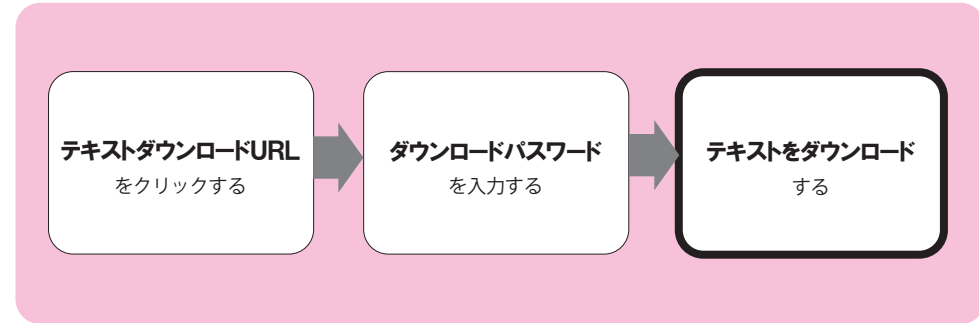 テキストダウンロードURL
をクリックする
ダウンロードパスワード
を入力する
テキストをダウンロード
する